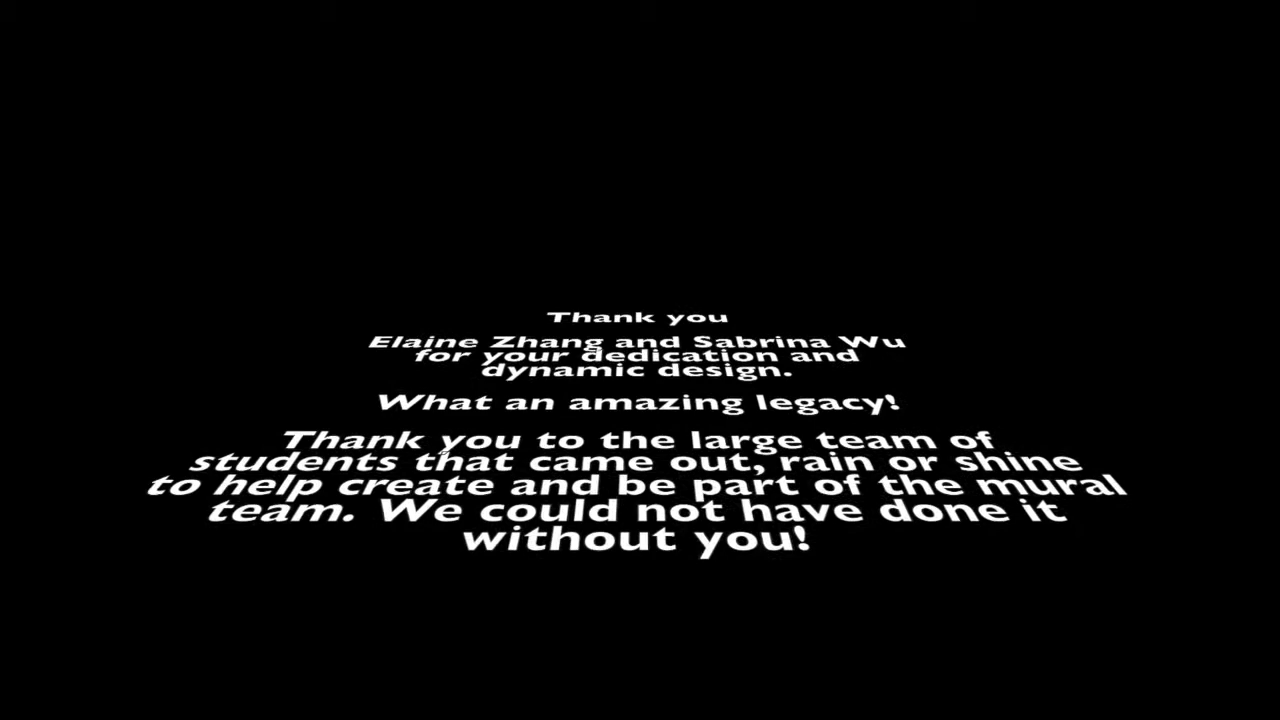 Thank you
Elaine Zhang and Sabrina Wu
for your dedication and
dynamic design.
What an amazing legacy!
Thank you to the large team of
students that came out, rain or shine
to help create and be part of the mural
team. We could not have done it
without you!